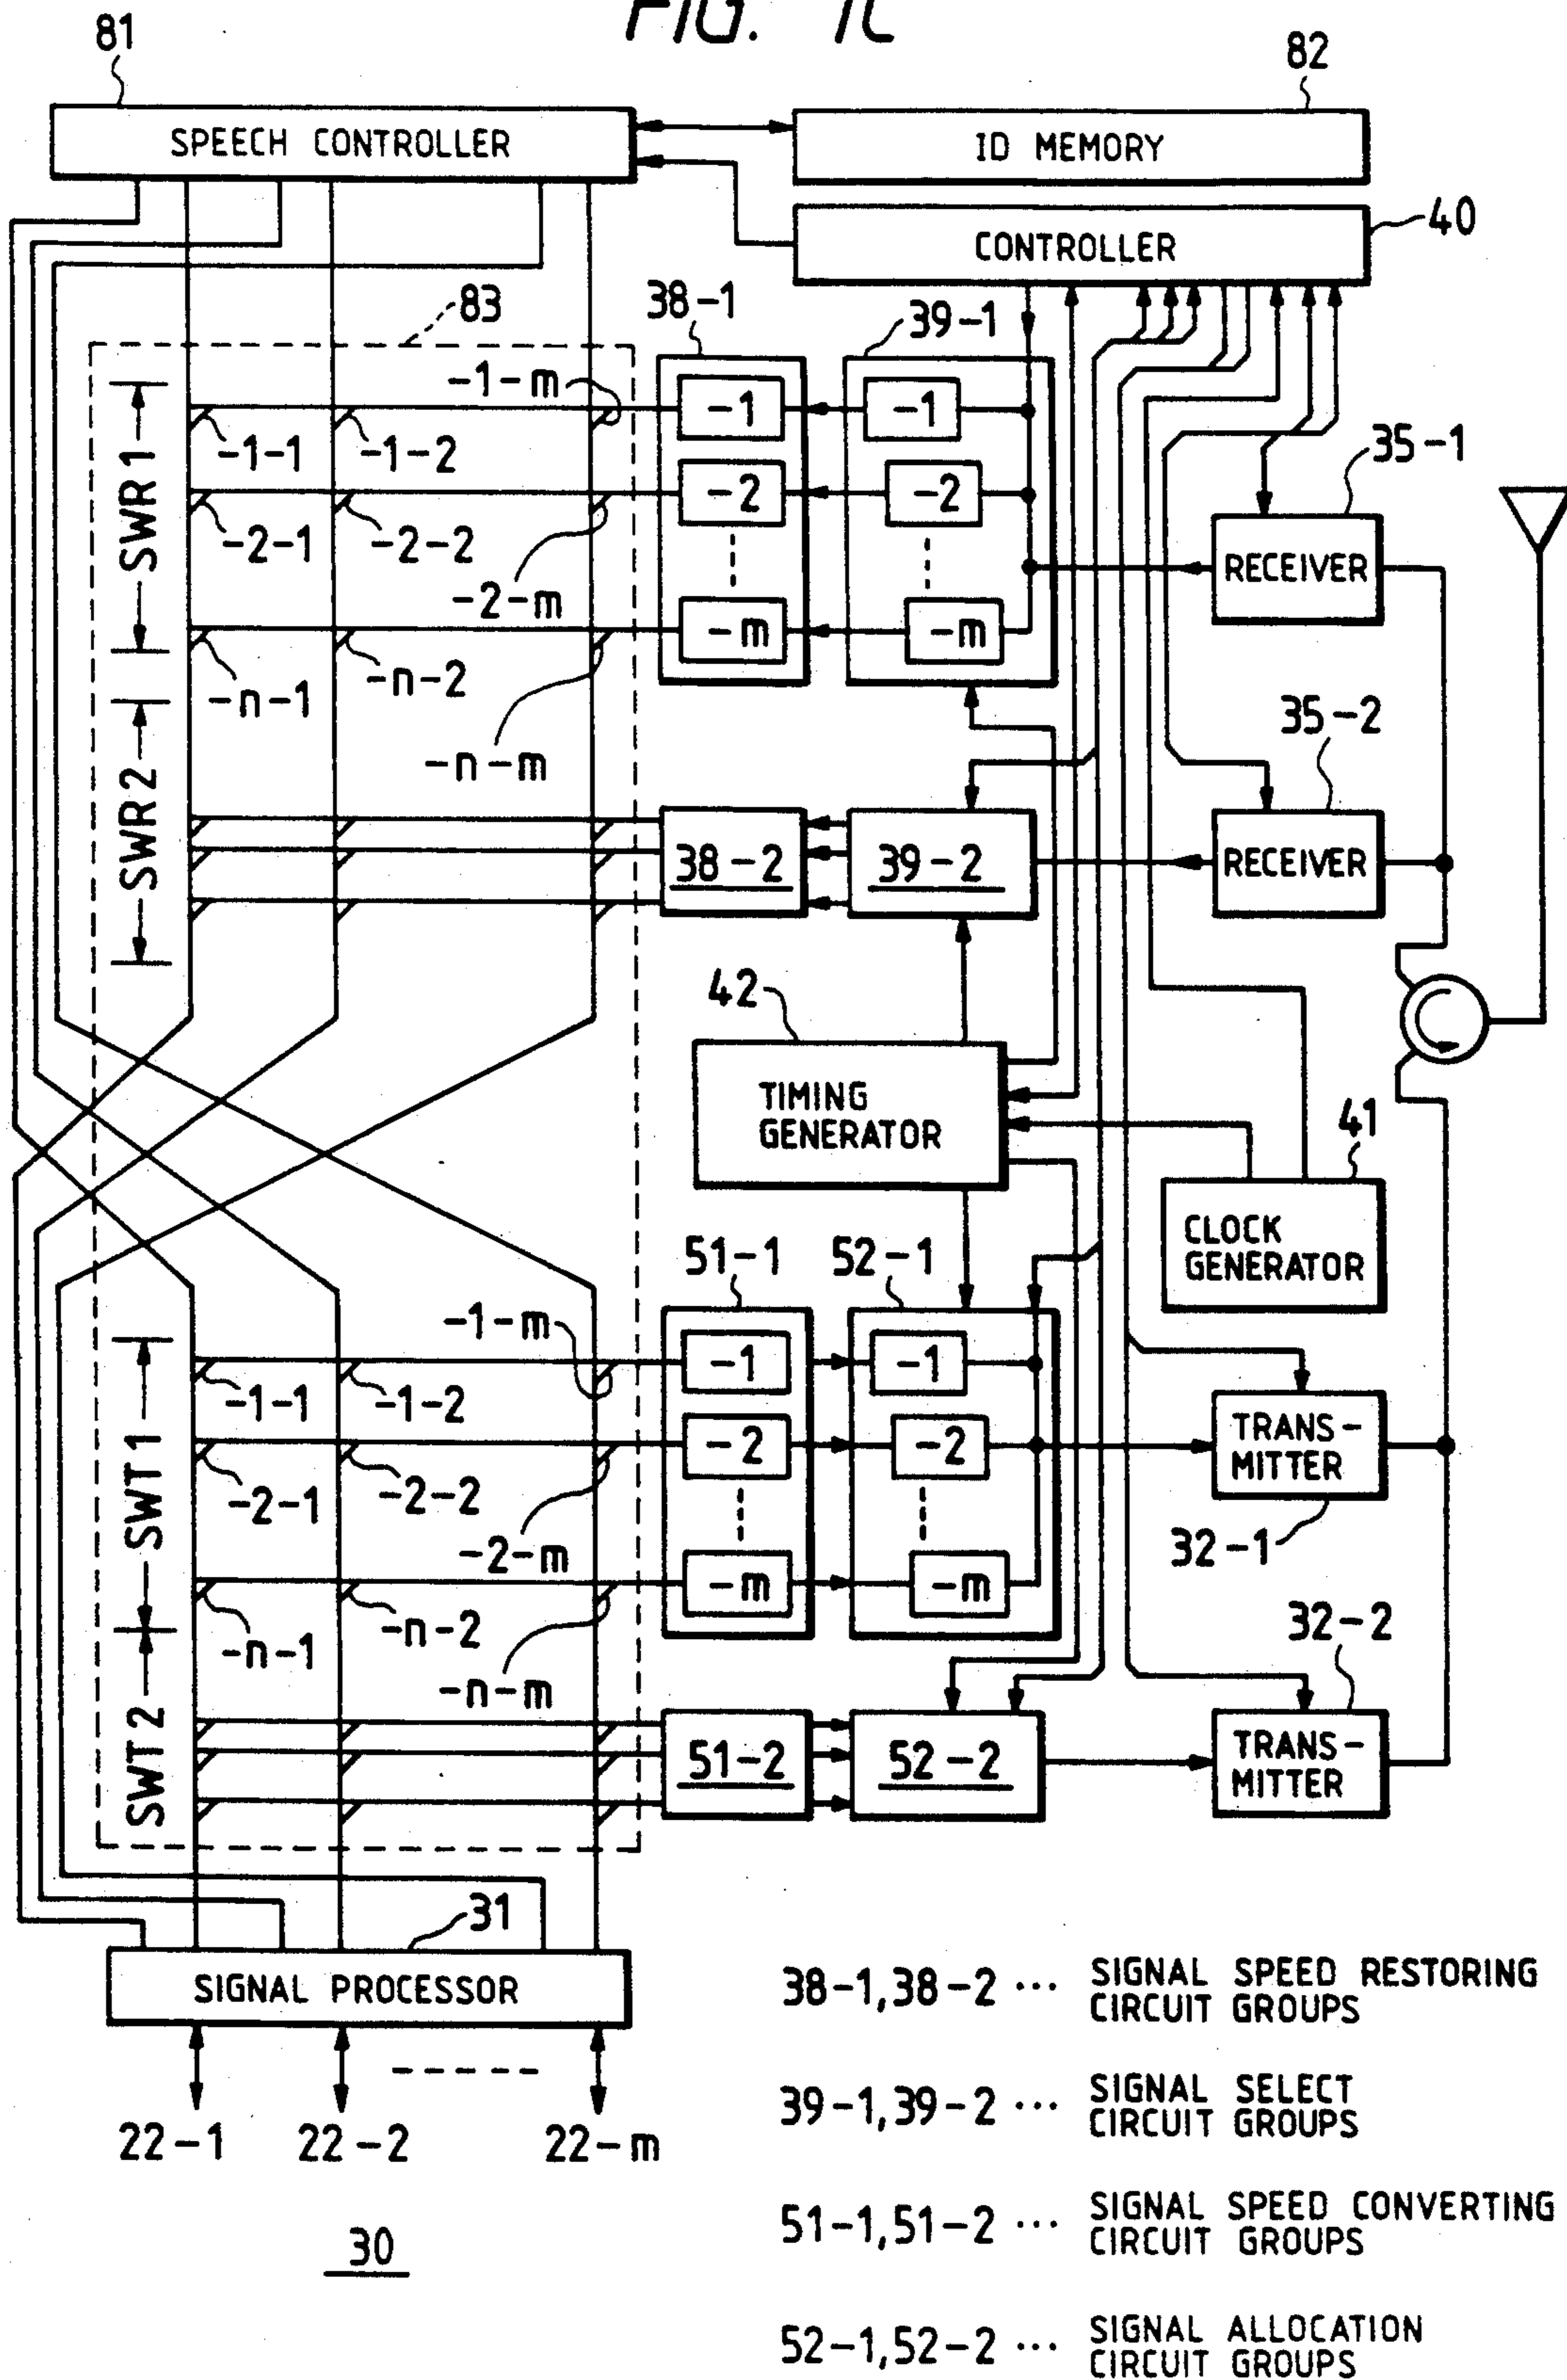 FIG. 1C
81
82
SPEECH CONTROLLER
ID MEMORY
40
CONTROLLER
83
38-1
39-1
-1-m
-1
-1
-1-1
-1-2
SWR1
35-1
-2
-2
-2-1
-2-2
RECEIVER
-2-m
-m
-m
-n-1
-n-2
35-2
-n-m
SWR2
38-2
39-2
RECEIVER
42
TIMING
GENERATOR
41
CLOCK
GENERATOR
51-1
52-1
-1-m
-1
-1
-1-1
-1-2
SWT1
TRANS-
MITTER
-2
-2
-2-1
-2-2
32-1
-2-m
-m
-m
-n-1
-n-2
32-2
-n-m
SWT2
51-2
52-2
TRANS-
MITTER
31
SIGNAL PROCESSOR
22-1
22-2
22-m
30
38-1,38-2 ··· SIGNAL SPEED RESTORING
CIRCUIT GROUPS
39-1,39-2 ··· SIGNAL SELECT
CIRCUIT GROUPS
51-1,51-2 ··· SIGNAL SPEED CONVERTING
CIRCUIT GROUPS
52-1,52-2 ··· SIGNAL ALLOCATION
CIRCUIT GROUPS